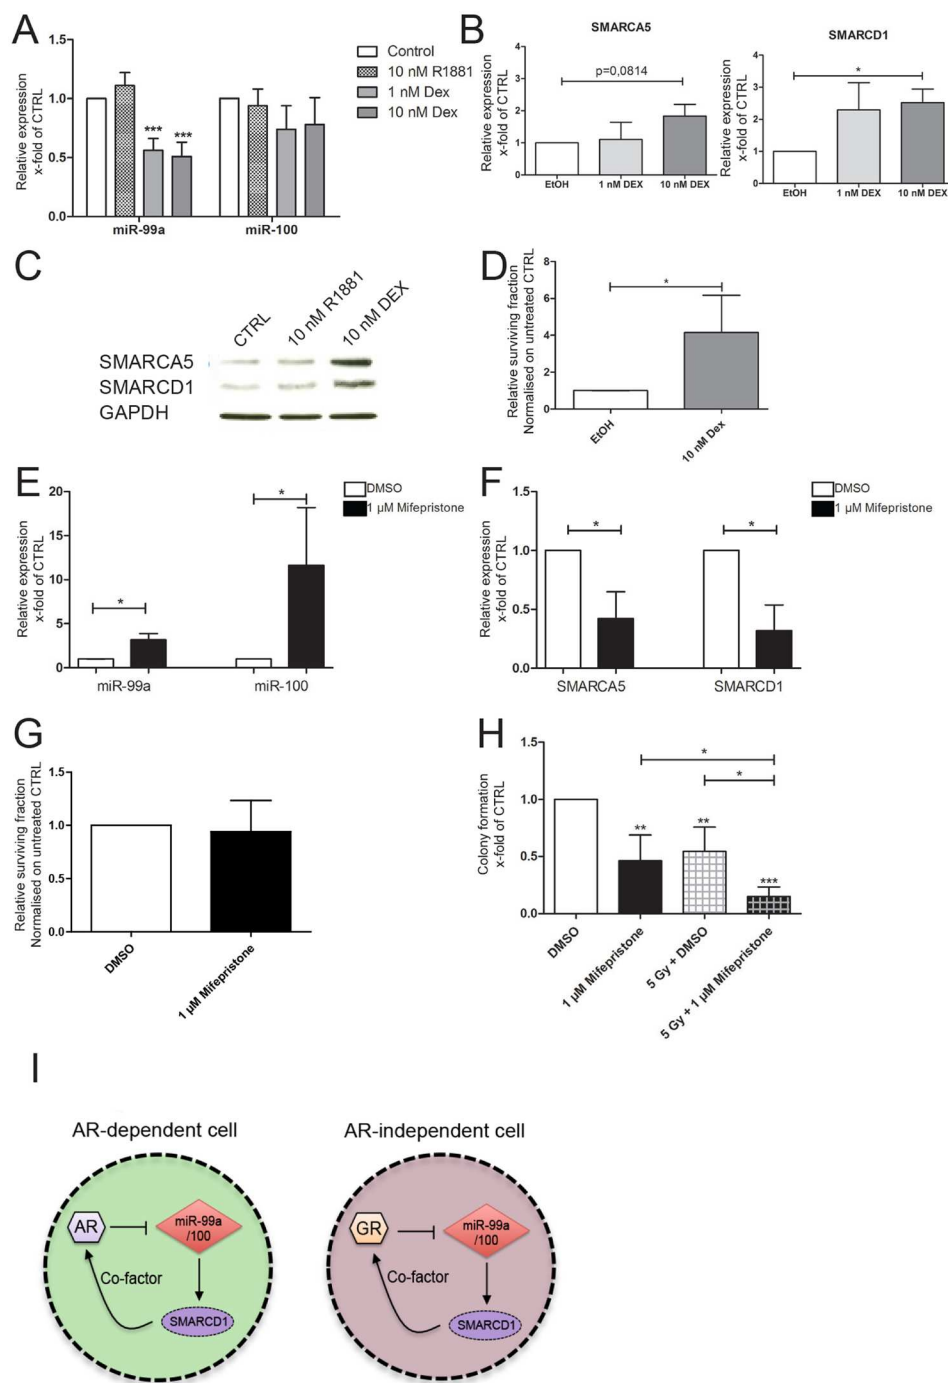 A
Relative expression
x-fold of CTRL
1.5
1.0
0.5
0.0
***
***
miR-99a
miR-100
Control
10 nM R1881
1 nM Dex
10 nM Dex
B
SMARCA5
Relative expression
x-fold of CTRL
4
3
2
1
0
p=0,0814
EtOH
1 nM DEX
10 nM DEX
SMARCD1
Relative expression
x-fold of CTRL
4
3
2
1
0
*
EtOH
1 nM DEX
10 nM DEX
C
CTRL
10 nM R1881
10 nM DEX
SMARCA5
SMARCD1
GAPDH
D
Relative surviving fraction
Normalised on untreated CTRL
8
6
4
2
0
*
EtOH
10 nM Dex
E
Relative expression
x-fold of CTRL
20
15
10
5
0
*
*
miR-99a
miR-100
DMSO
1 µM Mifepristone
F
Relative expression
x-fold of CTRL
1.5
1.0
0.5
0.0
*
*
SMARCA5
SMARCD1
DMSO
1 µM Mifepristone
G
Relative surviving fraction
Normalised on untreated CTRL
1.5
1.0
0.5
0.0
DMSO
1 µM Mifepristone
H
Colony formation
x-fold of CTRL
1.5
1.0
0.5
0.0
*
*
**
**
***
DMSO
1 µM Mifepristone
5 Gy + DMSO
5 Gy + 1 µM Mifepristone
I
AR-dependent cell
AR
miR-99a
/100
Co-factor
SMARCD1
AR-independent cell
GR
miR-99a
/100
Co-factor
SMARCD1